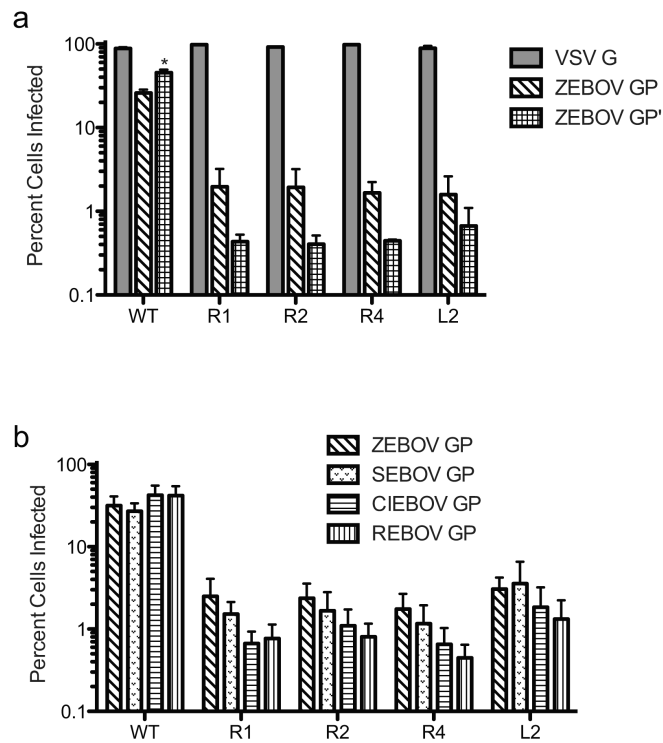 a
Percent Cells Infected
100
10
1
0.1
*
WT R1 R2 R4 L2
VSV G
ZEBOV GP
ZEBOV GP'
b
Percent Cells Infected
100
10
1
0.1
ZEBOV GP
SEBOV GP
CIEBOV GP
REBOV GP
WT R1 R2 R4 L2